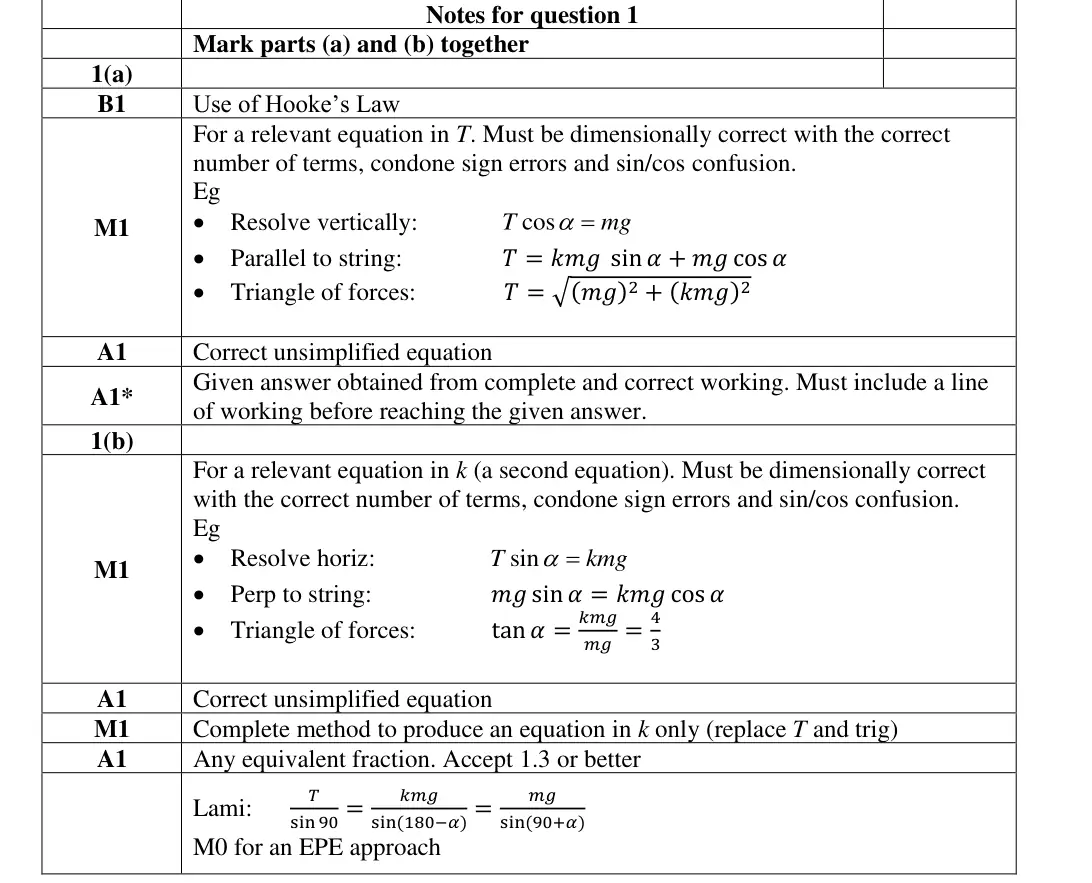 Notes for question 1
Mark parts (a) and (b) together
1(a)
B1 Use of Hooke's Law
For a relevant equation in T. Must be dimensionally correct with the correct
number of terms, condone sign errors and sin/cos confusion.
Eg
M1
• Resolve vertically: T cos α = mg
• Parallel to string: T = kmg sin α + mg cos α
• Triangle of forces: T = √((mg)² + (kmg)²)
A1 Correct unsimplified equation
A1* Given answer obtained from complete and correct working. Must include a line
of working before reaching the given answer.
1(b)
For a relevant equation in k (a second equation). Must be dimensionally correct
with the correct number of terms, condone sign errors and sin/cos confusion.
Eg
M1
• Resolve horiz: T sin α = kmg
• Perp to string: mg sin α = kmg cos α
• Triangle of forces: tan α = kmg/mg = 4/3
A1 Correct unsimplified equation
M1 Complete method to produce an equation in k only (replace T and trig)
A1 Any equivalent fraction. Accept 1.3 or better
Lami: T/sin 90 = kmg/sin(180−α) = mg/sin(90+α)
M0 for an EPE approach